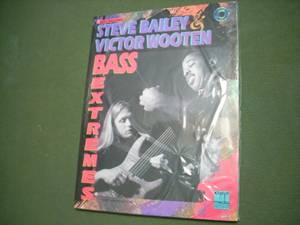 STEVE BAILEY &
VICTOR WOOTEN
BASS
EXTREMES